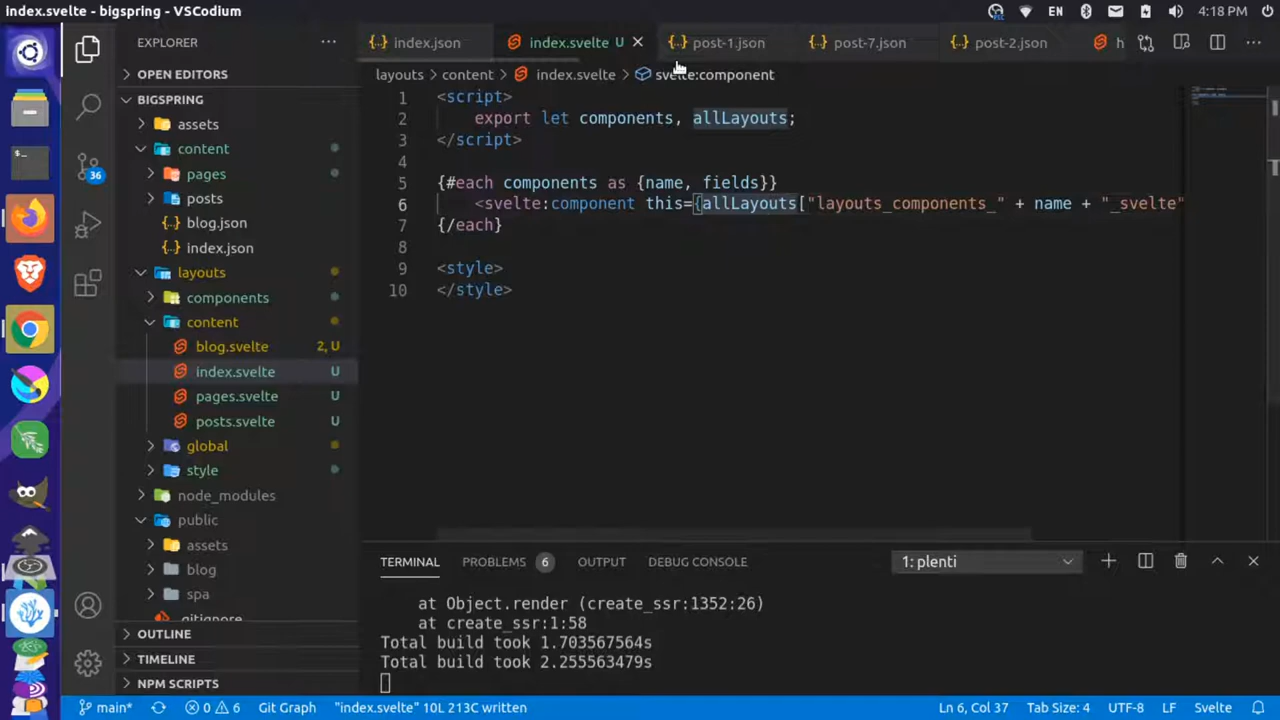 index.svelte - bigspring - VSCodium
EN
4:18 PM
EXPLORER
OPEN EDITORS
BIGSPRING
assets
content
pages
posts
blog.json
index.json
layouts
components
content
blog.svelte 2, U
index.svelte U
pages.svelte U
posts.svelte U
global
style
node_modules
public
assets
blog
spa
.gitignore
OUTLINE
TIMELINE
NPM SCRIPTS
36
index.json
index.svelte U
post-1.json
post-7.json
post-2.json
h
layouts content index.svelte svelte:component
1 <script>
2 export let components, allLayouts;
3 </script>
4
5 {#each components as {name, fields}}
6 <svelte:component this={allLayouts["layouts_components_" + name + "_svelte"
7 {/each}
8
9 <style>
10 </style>
TERMINAL PROBLEMS 6 OUTPUT DEBUG CONSOLE 1: plenti
at Object.render (create_ssr:1352:26)
at create_ssr:1:58
Total build took 1.703567564s
Total build took 2.255563479s
main* 0 6 Git Graph "index.svelte" 10L 213C written Ln 6, Col 37 Tab Size: 4 UTF-8 LF Svelte